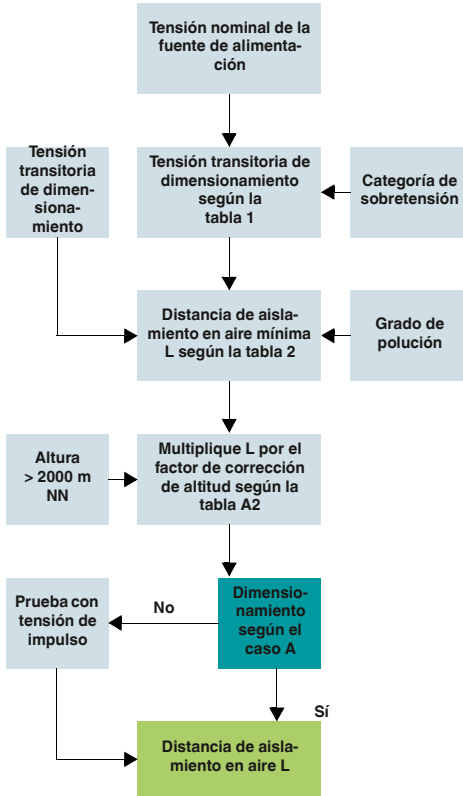 Tensión nominal de la
fuente de alimenta-
ción
Tensión
transitoria
de dimen-
sionamiento
Tensión transitoria de
dimensionamiento
según la
tabla 1
Categoría de
sobretensión
Distancia de aisla-
miento en aire mínima
L según la tabla 2
Grado de
polución
Altura
> 2000 m
NN
Multiplique L por el
factor de corrección
de altitud según la
tabla A2
Prueba con
tensión de
impulso
No
Dimensio-
namiento
según el
caso A
Sí
Distancia de aisla-
miento en aire L